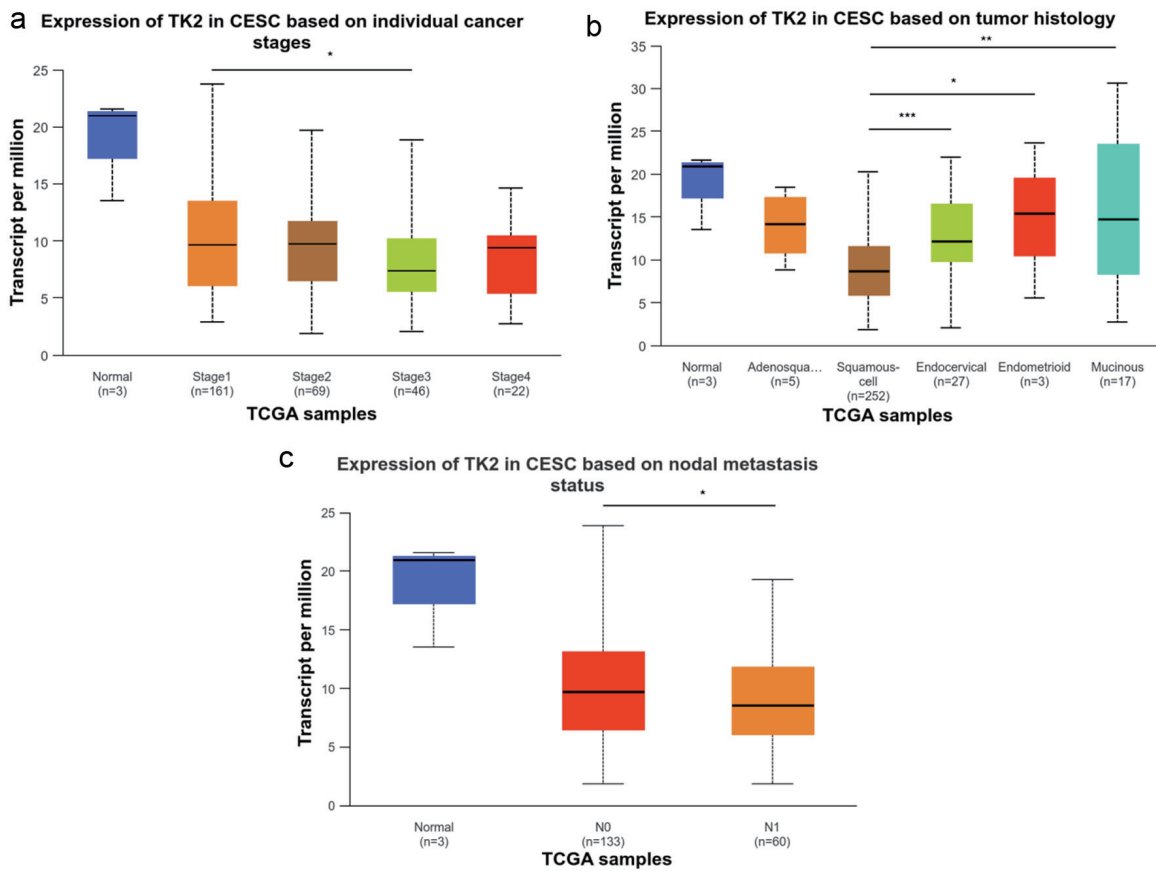 a
Expression of TK2 in CESC based on individual cancer
stages
*
Transcript per million
25
20
15
10
5
0
Normal
(n=3)
Stage1
(n=161)
Stage2
(n=69)
Stage3
(n=46)
Stage4
(n=22)
TCGA samples
b
Expression of TK2 in CESC based on tumor histology
**
*
***
Transcript per million
35
30
25
20
15
10
5
0
Normal
(n=3)
Adenosqua...
(n=5)
Squamous-
cell
(n=252)
Endocervical
(n=27)
Endometrioid
(n=3)
Mucinous
(n=17)
TCGA samples
c
Expression of TK2 in CESC based on nodal metastasis
status
*
Transcript per million
25
20
15
10
5
0
Normal
(n=3)
N0
(n=133)
N1
(n=60)
TCGA samples